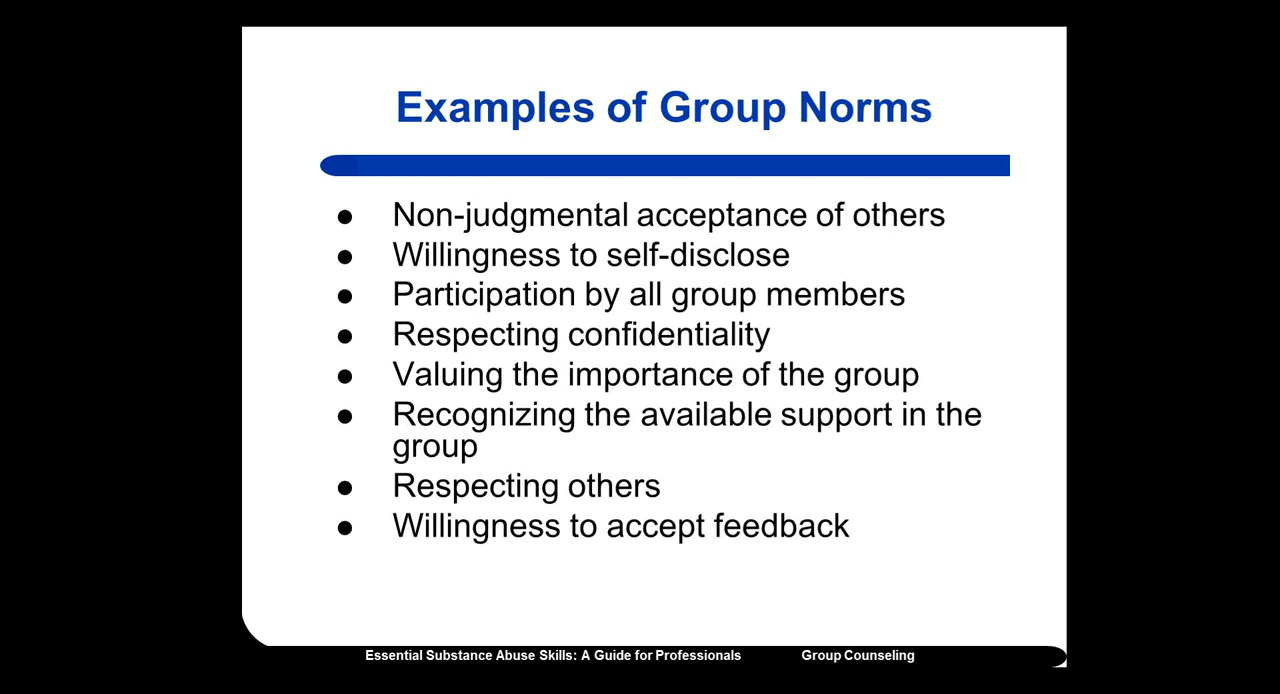 Examples of Group Norms
● Non-judgmental acceptance of others
● Willingness to self-disclose
● Participation by all group members
● Respecting confidentiality
● Valuing the importance of the group
● Recognizing the available support in the
group
● Respecting others
● Willingness to accept feedback
Essential Substance Abuse Skills: A Guide for Professionals Group Counseling